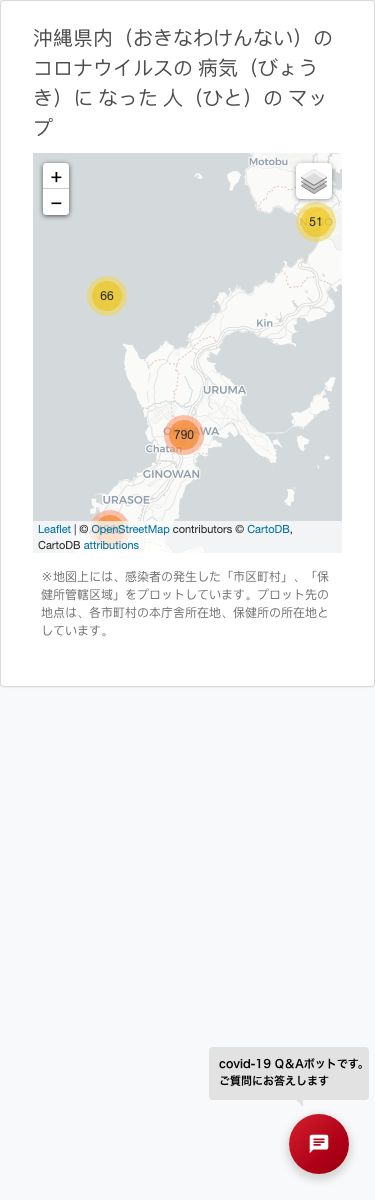 沖縄県内（おきなわけんない）の
コロナウイルスの 病気（びょう
き）に なった 人（ひと）の マッ
プ
Motobu
+
−
51
66
Kin
URUMA
790
Chatan
GINOWAN
URASOE
Leaflet | © OpenStreetMap contributors © CartoDB,
CartoDB attributions
※地図上には、感染者の発生した「市区町村」、「保
健所管轄区域」をプロットしています。プロット先の
地点は、各市町村の本庁舎所在地、保健所の所在地と
しています。
covid-19 Q&Aボットです。
ご質問にお答えします